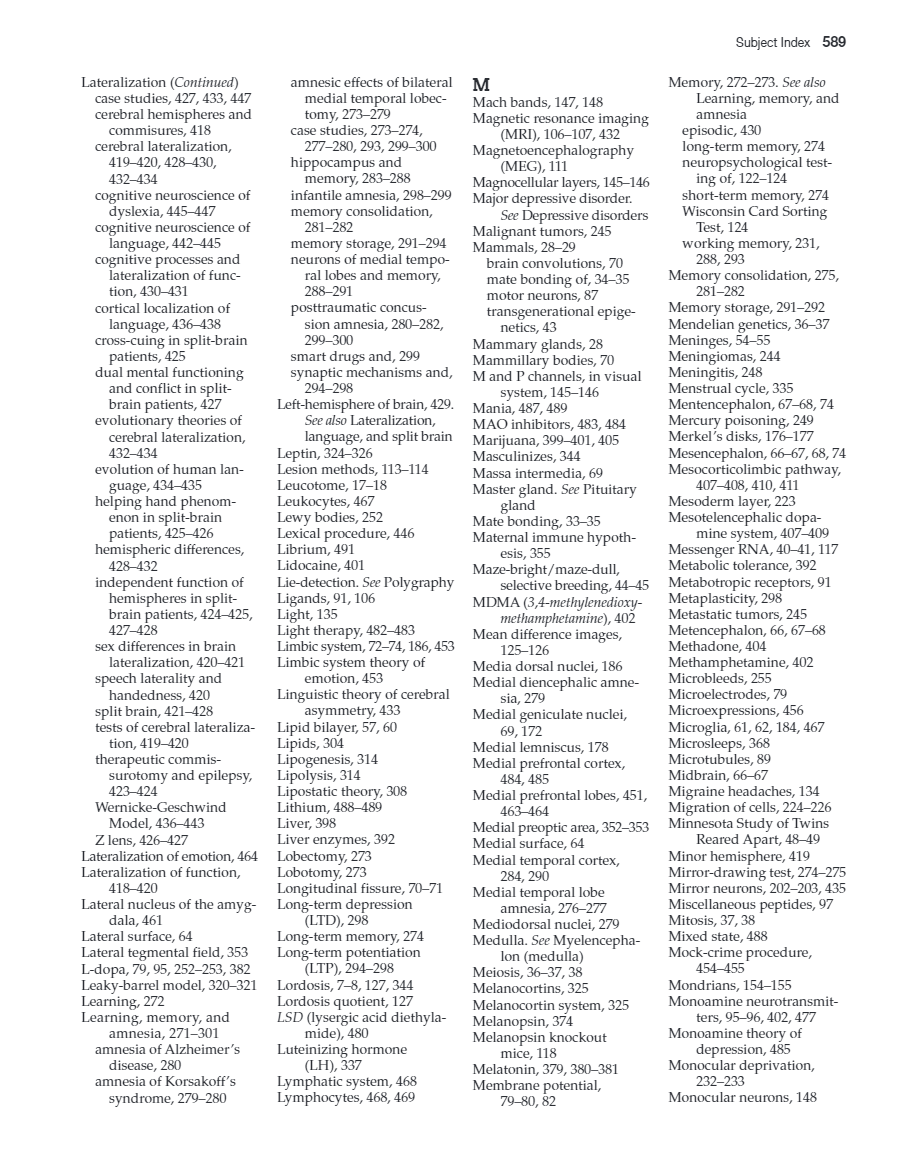 Subject Index 589
Lateralization (Continued)
case studies, 427, 433, 447
cerebral hemispheres and
commisures, 418
cerebral lateralization,
419–420, 428–430,
432–434
cognitive neuroscience of
dyslexia, 445–447
cognitive neuroscience of
language, 442–445
cognitive processes and
lateralization of func-
tion, 430–431
cortical localization of
language, 436–438
cross-cuing in split-brain
patients, 425
dual mental functioning
and conflict in split-
brain patients, 427
evolutionary theories of
cerebral lateralization,
432–434
evolution of human lan-
guage, 434–435
helping hand phenom-
enon in split-brain
patients, 425–426
hemispheric differences,
428–432
independent function of
hemispheres in split-
brain patients, 424–425,
427–428
sex differences in brain
lateralization, 420–421
speech laterality and
handedness, 420
split brain, 421–428
tests of cerebral lateraliza-
tion, 419–420
therapeutic commis-
surotomy and epilepsy,
423–424
Wernicke-Geschwind
Model, 436–443
Z lens, 426–427
Lateralization of emotion, 464
Lateralization of function,
418–420
Lateral nucleus of the amyg-
dala, 461
Lateral surface, 64
Lateral tegmental field, 353
L-dopa, 79, 95, 252–253, 382
Leaky-barrel model, 320–321
Learning, 272
Learning, memory, and
amnesia, 271–301
amnesia of Alzheimer's
disease, 280
amnesia of Korsakoff's
syndrome, 279–280
amnesic effects of bilateral
medial temporal lobec-
tomy, 273–279
case studies, 273–274,
277–280, 293, 299–300
hippocampus and
memory, 283–288
infantile amnesia, 298–299
memory consolidation,
281–282
memory storage, 291–294
neurons of medial tempo-
ral lobes and memory,
288–291
posttraumatic concus-
sion amnesia, 280–282,
299–300
smart drugs and, 299
synaptic mechanisms and,
294–298
Left-hemisphere of brain, 429.
See also Lateralization,
language, and split brain
Leptin, 324–326
Lesion methods, 113–114
Leucotome, 17–18
Leukocytes, 467
Lewy bodies, 252
Lexical procedure, 446
Librium, 491
Lidocaine, 401
Lie-detection. See Polygraphy
Ligands, 91, 106
Light, 135
Light therapy, 482–483
Limbic system, 72–74, 186, 453
Limbic system theory of
emotion, 453
Linguistic theory of cerebral
asymmetry, 433
Lipid bilayer, 57, 60
Lipids, 304
Lipogenesis, 314
Lipolysis, 314
Lipostatic theory, 308
Lithium, 488–489
Liver, 398
Liver enzymes, 392
Lobectomy, 273
Lobotomy, 273
Longitudinal fissure, 70–71
Long-term depression
(LTD), 298
Long-term memory, 274
Long-term potentiation
(LTP), 294–298
Lordosis, 7–8, 127, 344
Lordosis quotient, 127
LSD (lysergic acid diethyla-
mide), 480
Luteinizing hormone
(LH), 337
Lymphatic system, 468
Lymphocytes, 468, 469
M
Mach bands, 147, 148
Magnetic resonance imaging
(MRI), 106–107, 432
Magnetoencephalography
(MEG), 111
Magnocellular layers, 145–146
Major depressive disorder.
See Depressive disorders
Malignant tumors, 245
Mammals, 28–29
brain convolutions, 70
mate bonding of, 34–35
motor neurons, 87
transgenerational epige-
netics, 43
Mammary glands, 28
Mammillary bodies, 70
M and P channels, in visual
system, 145–146
Mania, 487, 489
MAO inhibitors, 483, 484
Marijuana, 399–401, 405
Masculinizes, 344
Massa intermedia, 69
Master gland. See Pituitary
gland
Mate bonding, 33–35
Maternal immune hypoth-
esis, 355
Maze-bright/maze-dull,
selective breeding, 44–45
MDMA (3,4-methylenedioxy-
methamphetamine), 402
Mean difference images,
125–126
Media dorsal nuclei, 186
Medial diencephalic amne-
sia, 279
Medial geniculate nuclei,
69, 172
Medial lemniscus, 178
Medial prefrontal cortex,
484, 485
Medial prefrontal lobes, 451,
463–464
Medial preoptic area, 352–353
Medial surface, 64
Medial temporal cortex,
284, 290
Medial temporal lobe
amnesia, 276–277
Mediodorsal nuclei, 279
Medulla. See Myelencepha-
lon (medulla)
Meiosis, 36–37, 38
Melanocortins, 325
Melanocortin system, 325
Melanopsin, 374
Melanopsin knockout
mice, 118
Melatonin, 379, 380–381
Membrane potential,
79–80, 82
Memory, 272–273. See also
Learning, memory, and
amnesia
episodic, 430
long-term memory, 274
neuropsychological test-
ing of, 122–124
short-term memory, 274
Wisconsin Card Sorting
Test, 124
working memory, 231,
288, 293
Memory consolidation, 275,
281–282
Memory storage, 291–292
Mendelian genetics, 36–37
Meninges, 54–55
Meningiomas, 244
Meningitis, 248
Menstrual cycle, 335
Mentencephalon, 67–68, 74
Mercury poisoning, 249
Merkel's disks, 176–177
Mesencephalon, 66–67, 68, 74
Mesocorticolimbic pathway,
407–408, 410, 411
Mesoderm layer, 223
Mesotelencephalic dopa-
mine system, 407–409
Messenger RNA, 40–41, 117
Metabolic tolerance, 392
Metabotropic receptors, 91
Metaplasticity, 298
Metastatic tumors, 245
Metencephalon, 66, 67–68
Methadone, 404
Methamphetamine, 402
Microbleeds, 255
Microelectrodes, 79
Microexpressions, 456
Microglia, 61, 62, 184, 467
Microsleeps, 368
Microtubules, 89
Midbrain, 66–67
Migraine headaches, 134
Migration of cells, 224–226
Minnesota Study of Twins
Reared Apart, 48–49
Minor hemisphere, 419
Mirror-drawing test, 274–275
Mirror neurons, 202–203, 435
Miscellaneous peptides, 97
Mitosis, 37, 38
Mixed state, 488
Mock-crime procedure,
454–455
Mondrians, 154–155
Monoamine neurotransmit-
ters, 95–96, 402, 477
Monoamine theory of
depression, 485
Monocular deprivation,
232–233
Monocular neurons, 148